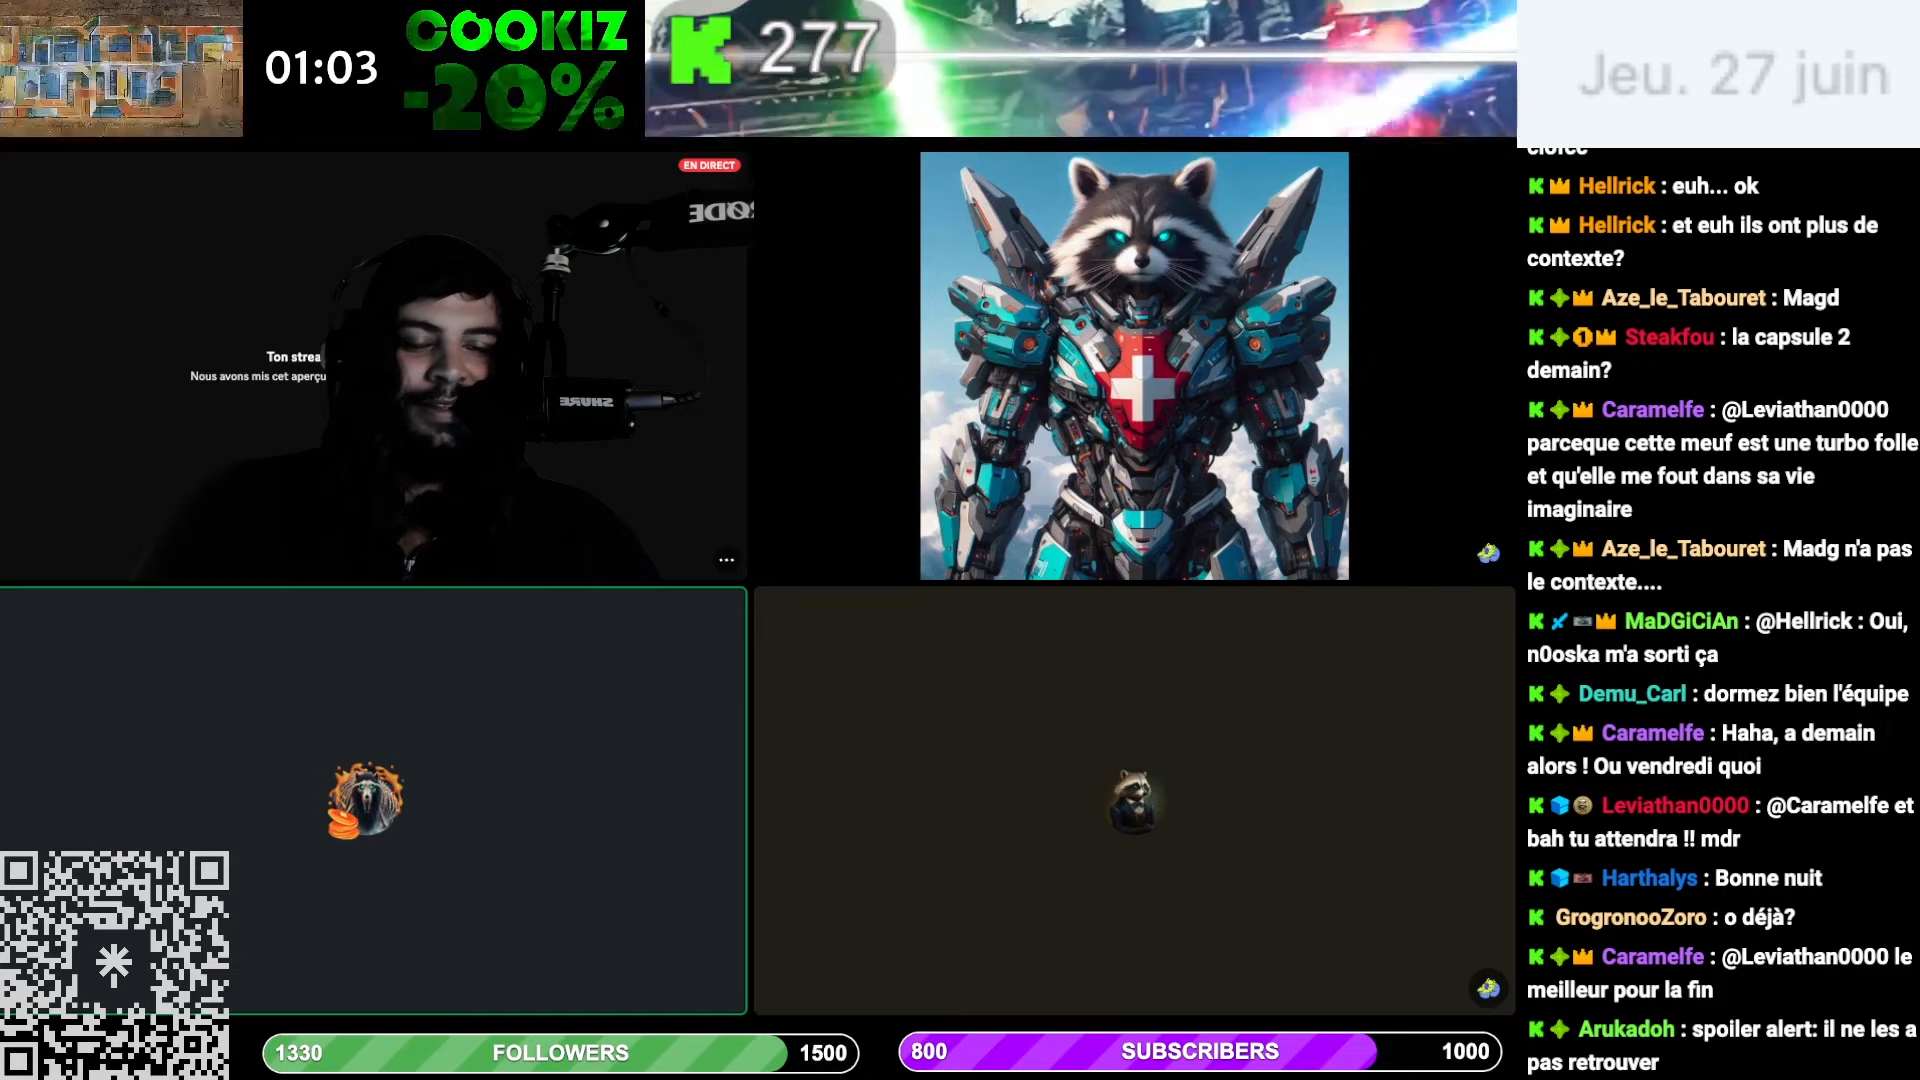 01:03
COOKIZ
-20%
277
Jeu. 27 juin
EN DIRECT
RODE
Ton strea
Nous avons mis cet aperçu
SHURE
Hellrick : euh... ok
Hellrick : et euh ils ont plus de
contexte?
Aze_le_Tabouret : Magd
Steakfou : la capsule 2
demain?
Caramelfe : @Leviathan0000
parceque cette meuf est une turbo folle
et qu'elle me fout dans sa vie
imaginaire
Aze_le_Tabouret : Madg n'a pas
le contexte....
MaDGiCiAn : @Hellrick : Oui,
n0oska m'a sorti ça
Demu_Carl : dormez bien l'équipe
Caramelfe : Haha, a demain
alors ! Ou vendredi quoi
Leviathan0000 : @Caramelfe et
bah tu attendra !! mdr
Harthalys : Bonne nuit
GrogronooZoro : o déjà?
Caramelfe : @Leviathan0000 le
meilleur pour la fin
Arukadoh : spoiler alert: il ne les a
pas retrouver
1330 FOLLOWERS 1500
800 SUBSCRIBERS 1000